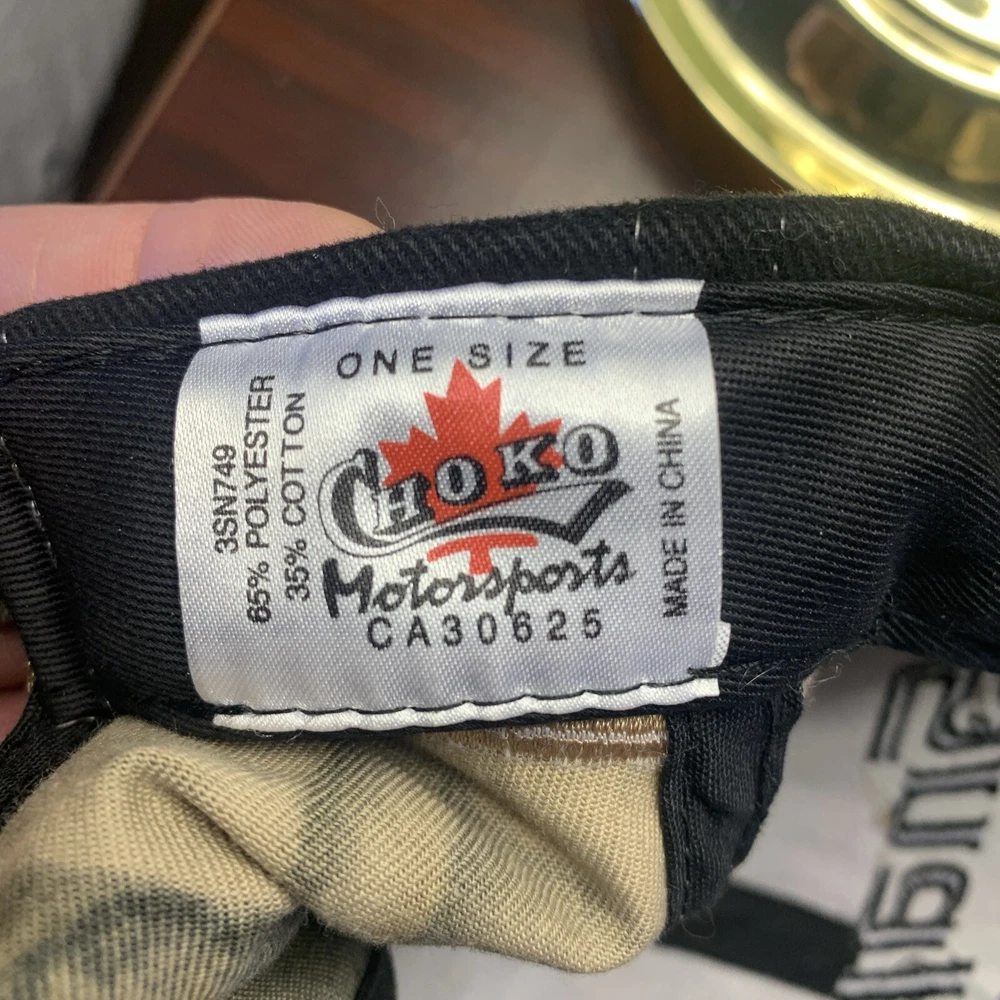 ONE SIZE
3SN749
65% POLYESTER
35% COTTON
CHOKO
Motorsports
CA30625
MADE IN CHINA